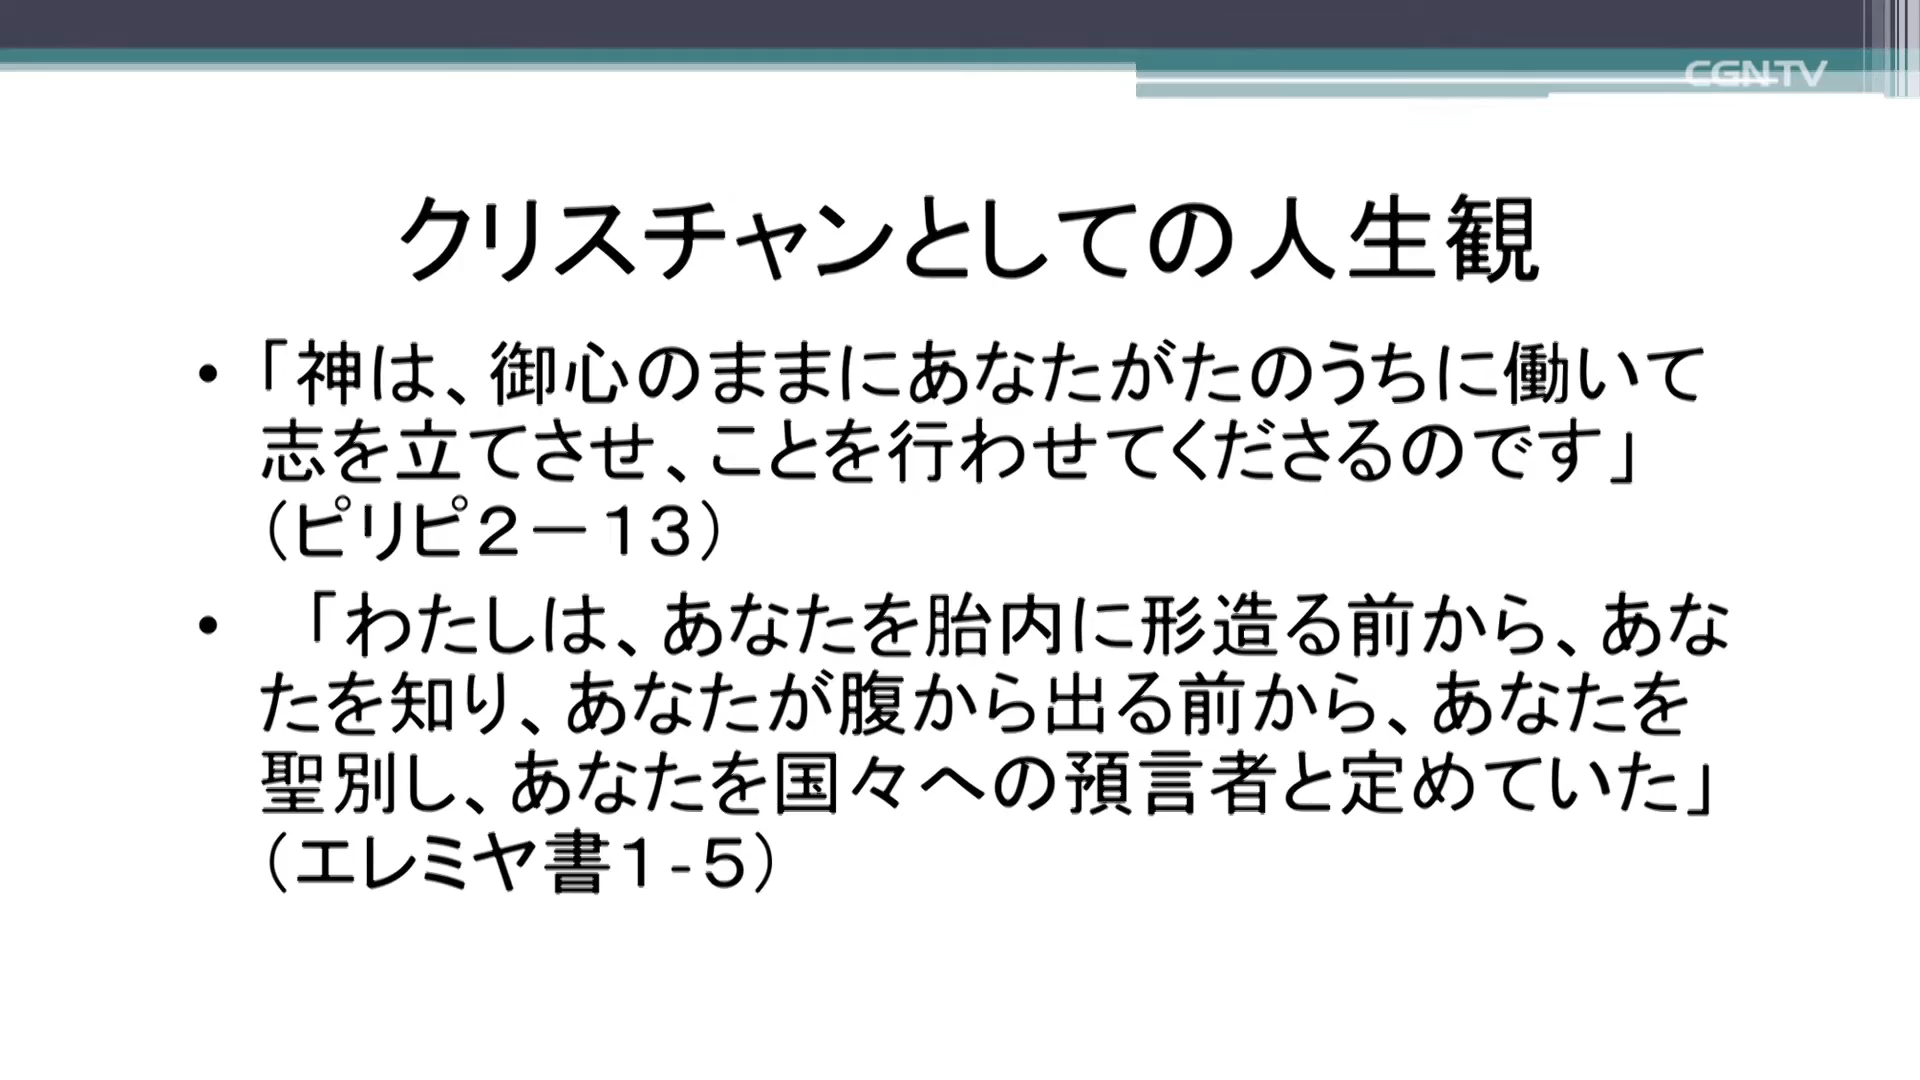 CGNTV
クリスチャンとしての人生観
• 「神は、御心のままにあなたがたのうちに働いて
志を立てさせ、ことを行わせてくださるのです」
（ピリピ２－１３）
• 「わたしは、あなたを胎内に形造る前から、あな
たを知り、あなたが腹から出る前から、あなたを
聖別し、あなたを国々への預言者と定めていた」
（エレミヤ書１-５）